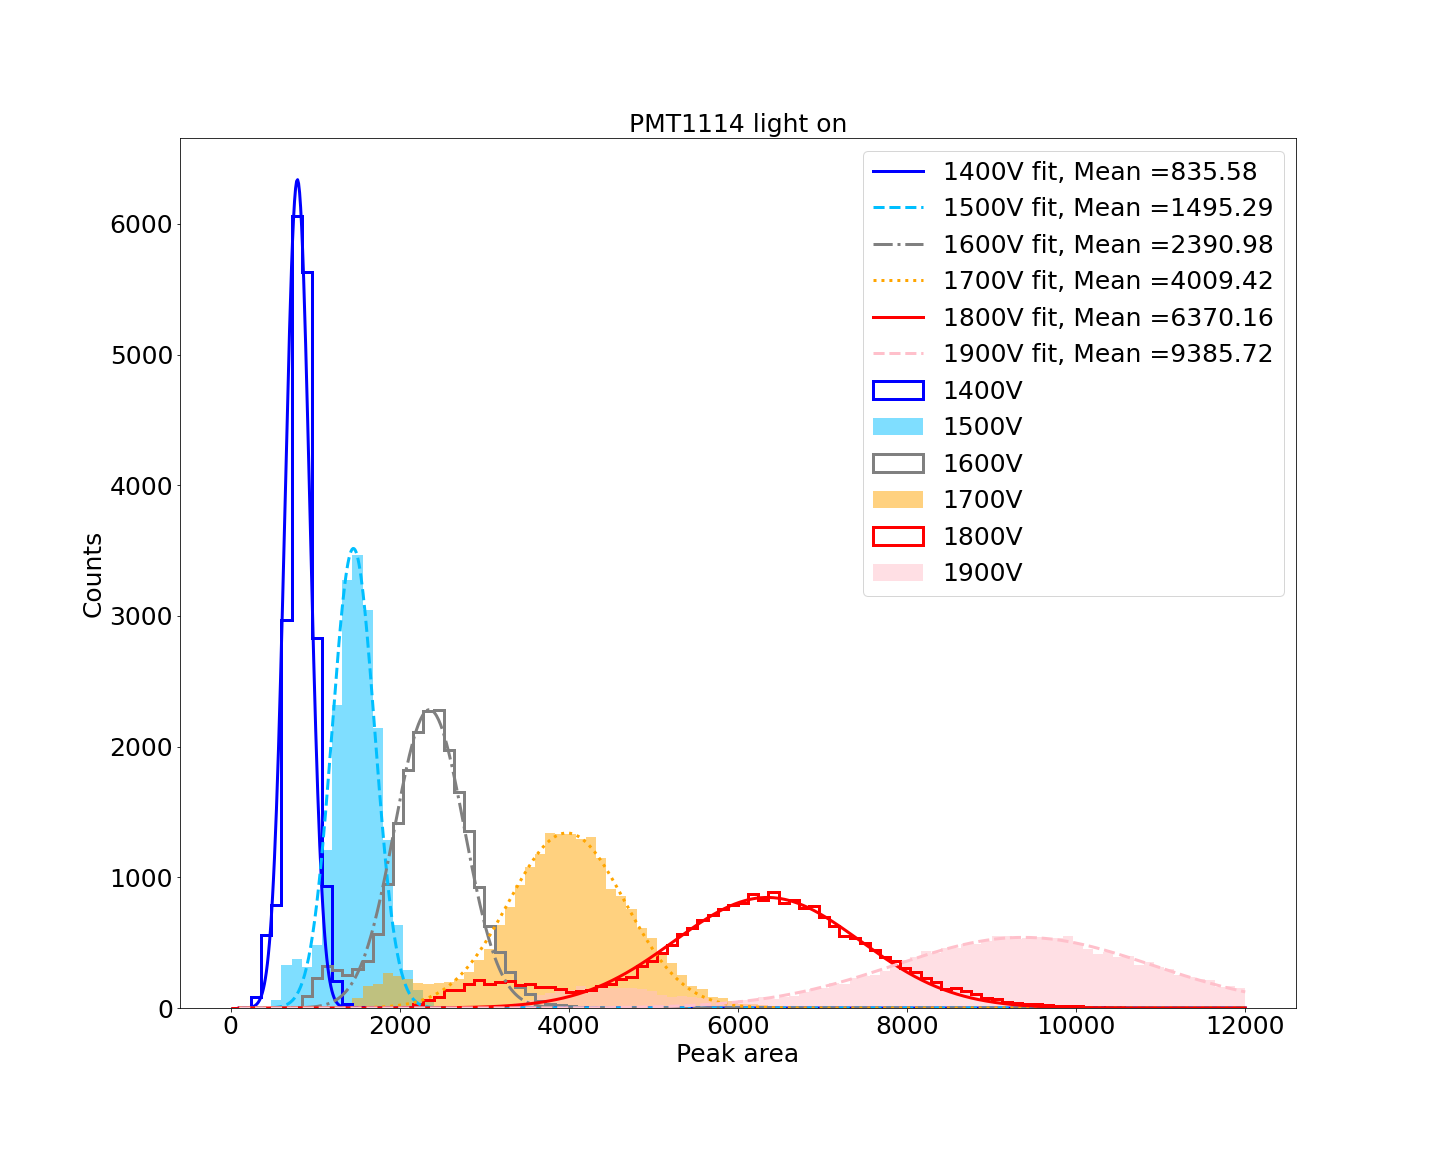 PMT1114 light on
1400V fit, Mean =835.58
1500V fit, Mean =1495.29
1600V fit, Mean =2390.98
1700V fit, Mean =4009.42
1800V fit, Mean =6370.16
1900V fit, Mean =9385.72
1400V
1500V
1600V
1700V
1800V
1900V
Counts
6000
5000
4000
3000
2000
1000
0
0 2000 4000 6000 8000 10000 12000
Peak area